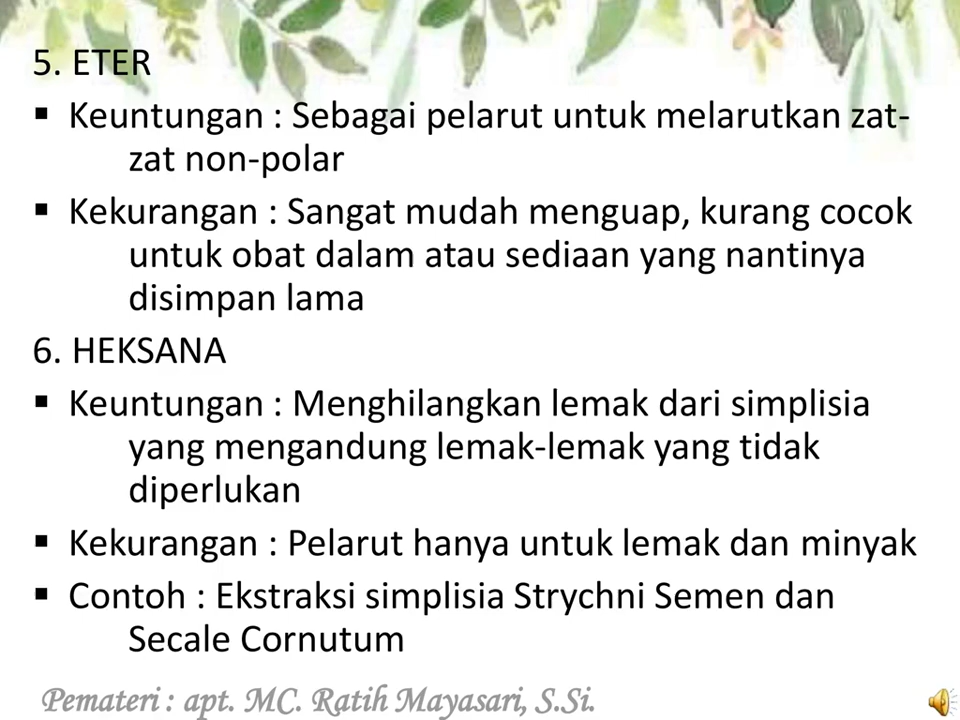 5. ETER
▪ Keuntungan : Sebagai pelarut untuk melarutkan zat-
zat non-polar
▪ Kekurangan : Sangat mudah menguap, kurang cocok
untuk obat dalam atau sediaan yang nantinya
disimpan lama
6. HEKSANA
▪ Keuntungan : Menghilangkan lemak dari simplisia
yang mengandung lemak-lemak yang tidak
diperlukan
▪ Kekurangan : Pelarut hanya untuk lemak dan minyak
▪ Contoh : Ekstraksi simplisia Strychni Semen dan
Secale Cornutum
Pemateri : apt. MC. Ratih Mayasari, S.Si.